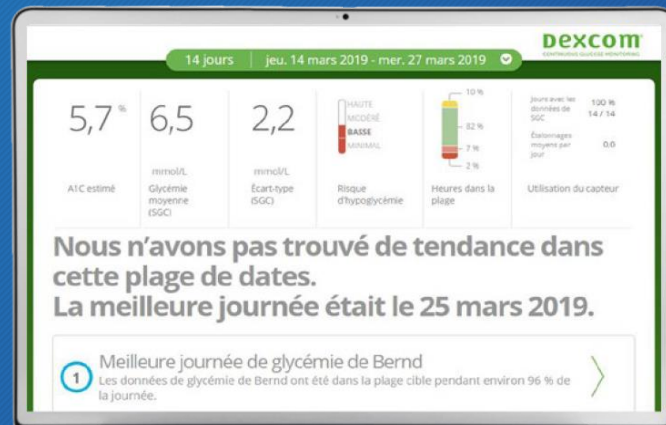 Dexcom
CONTINUOUS GLUCOSE MONITORING
14 jours | jeu. 14 mars 2019 - mer. 27 mars 2019
5,7 %
A1C estimé
6,5
mmol/L
Glycémie
moyenne
(SGC)
2,2
mmol/L
Écart-type
(SGC)
HAUTE
MODÉRÉ
BASSE
MINIMAL
Risque
d'hypoglycémie
10 %
82 %
7 %
2 %
Heures dans la
plage
Jours avec les
données de
SGC
100 %
14 / 14
Étalonnages
moyens par
jour
0.0
Utilisation du capteur
Nous n'avons pas trouvé de tendance dans
cette plage de dates.
La meilleure journée était le 25 mars 2019.
1
Meilleure journée de glycémie de Bernd
Les données de glycémie de Bernd ont été dans la plage cible pendant environ 96 % de
la journée.